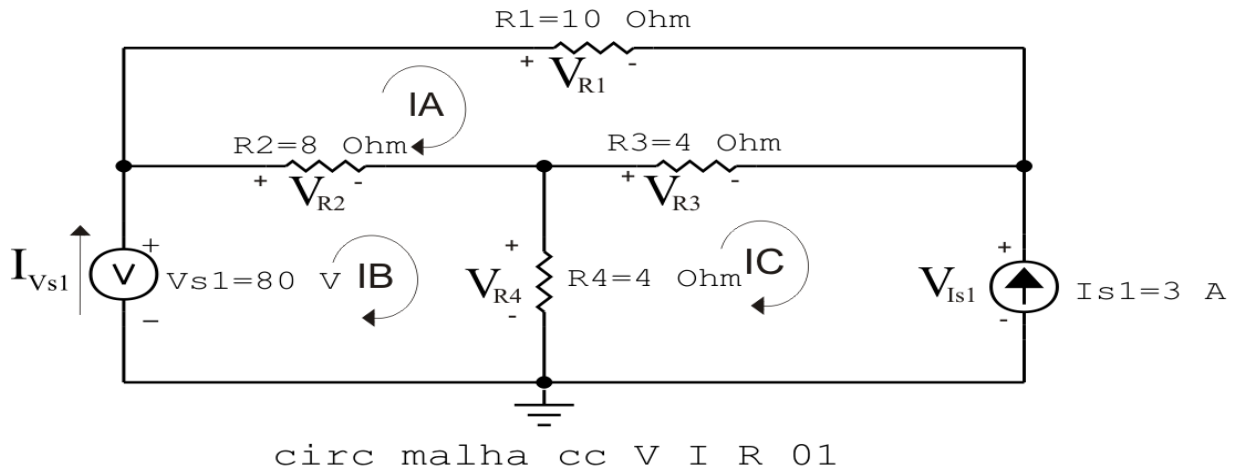 R1=10 Ohm
+ VR1 -
IA
R2=8 Ohm
R3=4 Ohm
+ VR2 -
+ VR3 -
IVs1
+
V
-
Vs1=80 V
IB
+
VR4
-
R4=4 Ohm
IC
+
VIs1
-
Is1=3 A
circ malha cc V I R 01